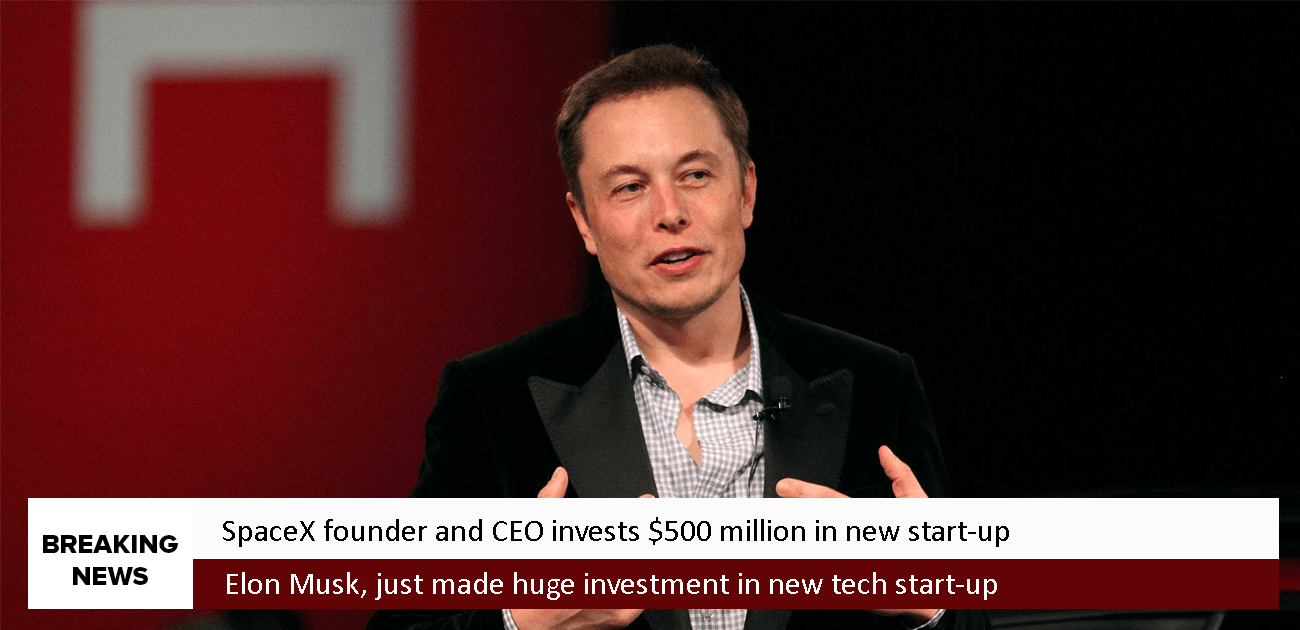 BREAKING
NEWS
SpaceX founder and CEO invests $500 million in new start-up
Elon Musk, just made huge investment in new tech start-up